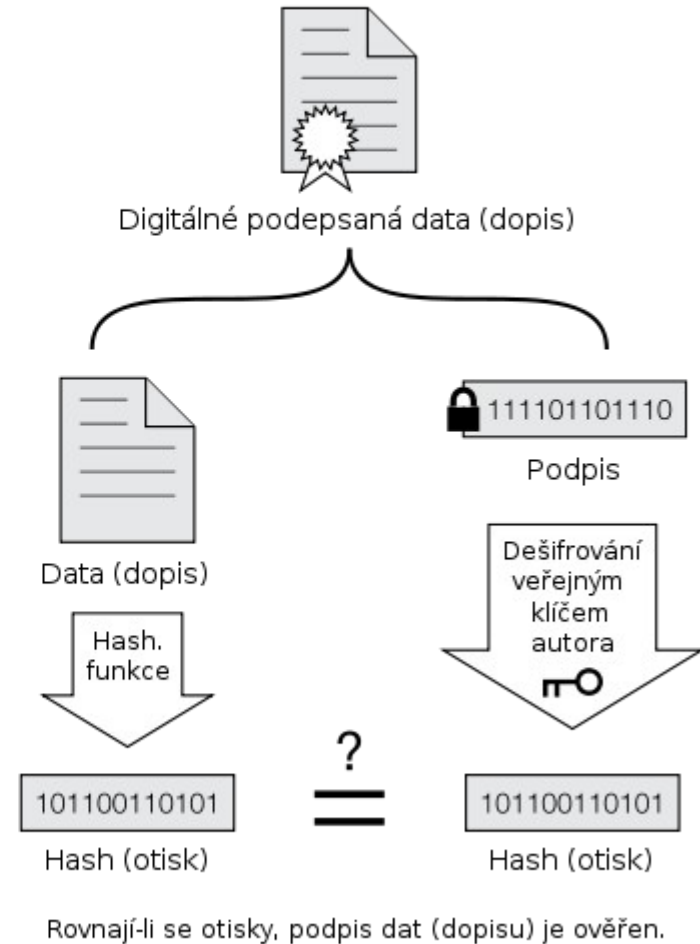 Digitálné podepsaná data (dopis)
111101101110
Podpis
Data (dopis)
Dešifrování
veřejným
klíčem
autora
Hash.
funkce
?
=
101100110101
101100110101
Hash (otisk)
Hash (otisk)
Rovnají-li se otisky, podpis dat (dopisu) je ověřen.